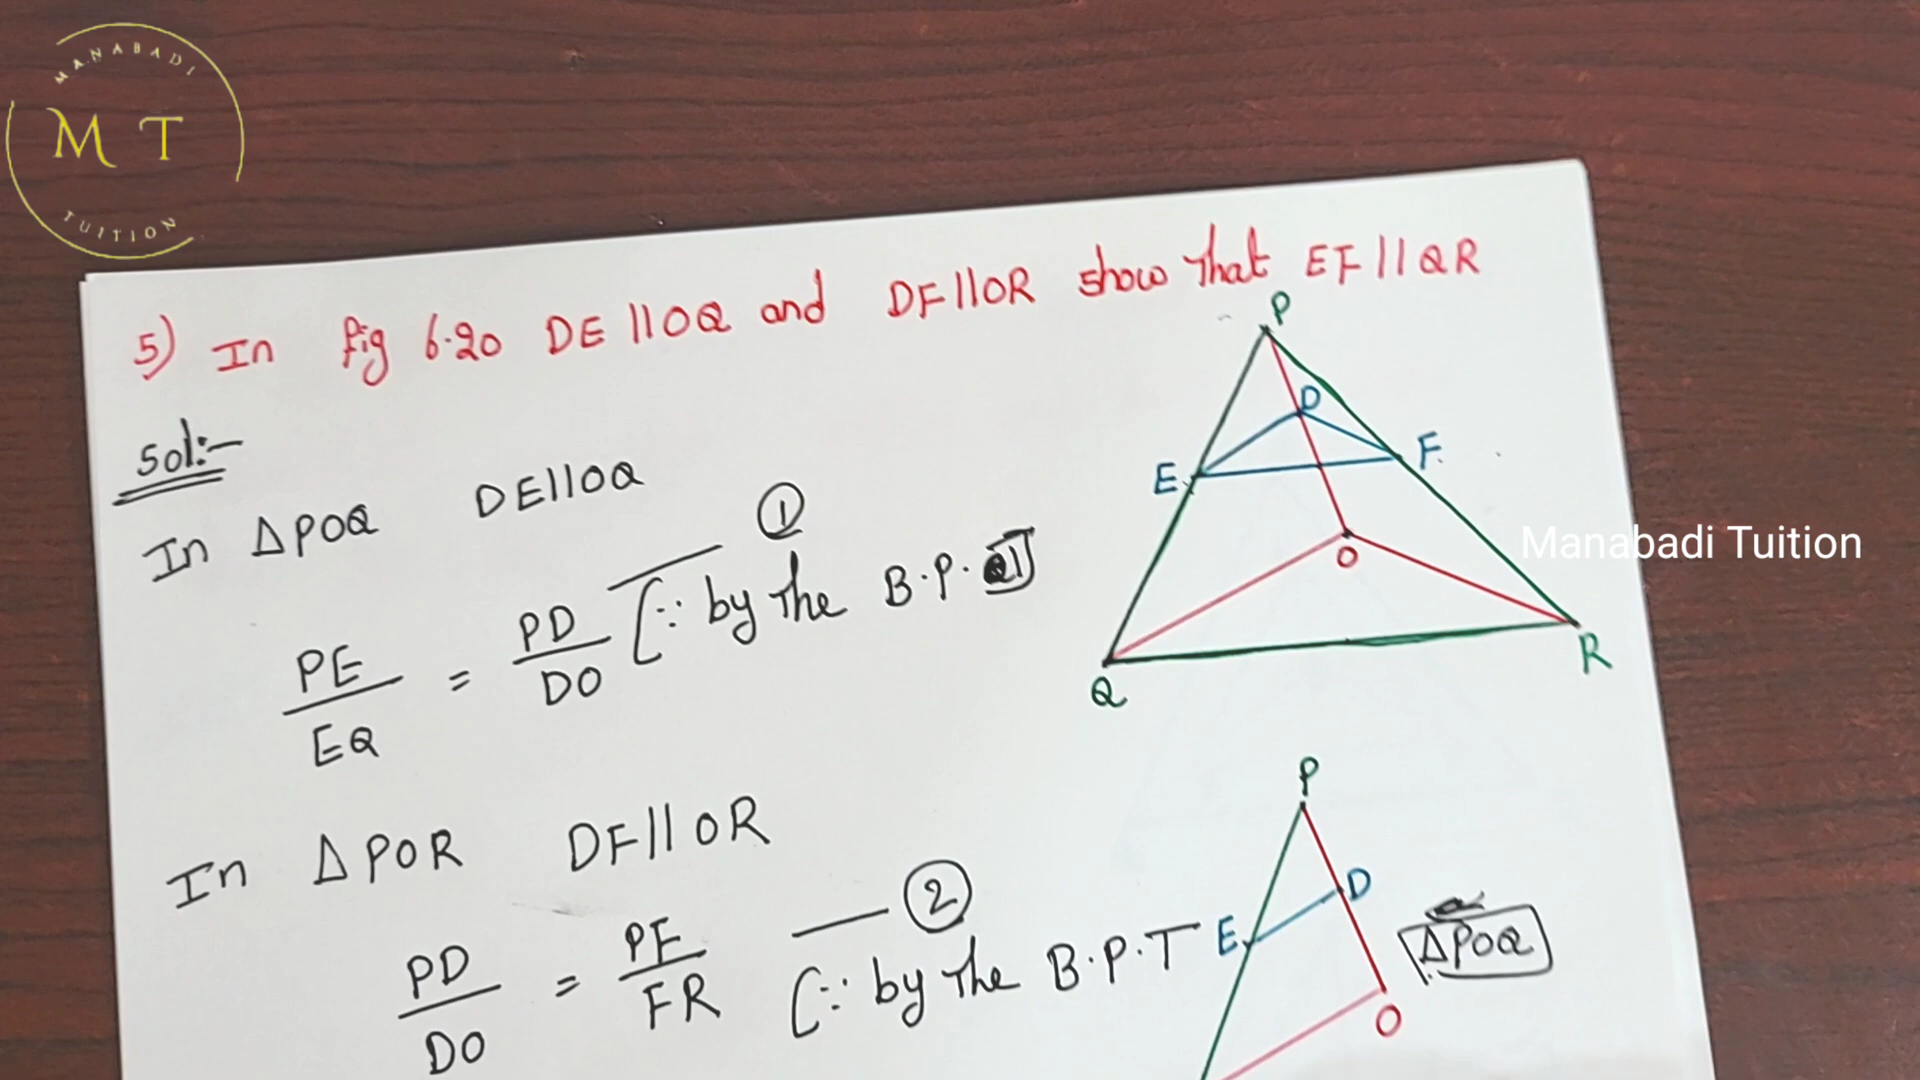 MANABADI
M T
TUITION
5) In fig 6.20 DE||OQ and DF||OR show that EF||QR
Sol:-
In ΔPOQ DE||OQ
PE/EQ = PD/DO — ① [∵ by the B.P.T]
In ΔPOR DF||OR
PD/DO = PF/FR — ② [∵ by the B.P.T
P
D
E
F
O
Q
R
Manabadi Tuition
P
D
E
O
ΔPOQ